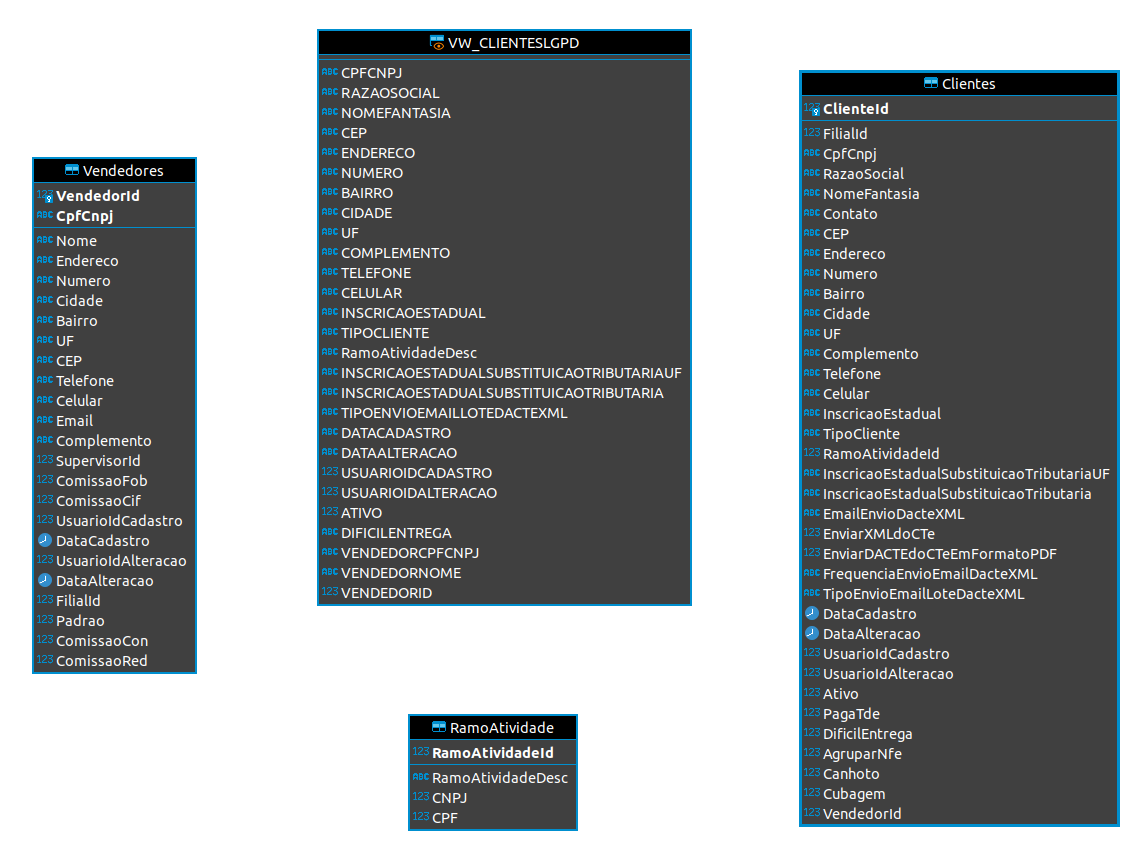 VW_CLIENTESLGPD
CPFCNPJ
RAZAOSOCIAL
NOMEFANTASIA
CEP
ENDERECO
NUMERO
BAIRRO
CIDADE
UF
COMPLEMENTO
TELEFONE
CELULAR
INSCRICAOESTADUAL
TIPOCLIENTE
RamoAtividadeDesc
INSCRICAOESTADUALSUBSTITUICAOTRIBUTARIAUF
INSCRICAOESTADUALSUBSTITUICAOTRIBUTARIA
TIPOENVIOEMAILLOTEDACTEXML
DATACADASTRO
DATAALTERACAO
USUARIOIDCADASTRO
USUARIOIDALTERACAO
ATIVO
DIFICILENTREGA
VENDEDORCPFCNPJ
VENDEDORNOME
VENDEDORID
Clientes
ClienteId
FilialId
CpfCnpj
RazaoSocial
NomeFantasia
Contato
CEP
Endereco
Numero
Bairro
Cidade
UF
Complemento
Telefone
Celular
InscricaoEstadual
TipoCliente
RamoAtividadeId
InscricaoEstadualSubstituicaoTributariaUF
InscricaoEstadualSubstituicaoTributaria
EmailEnvioDacteXML
EnviarXMLdoCTe
EnviarDACTEdoCTeEmFormatoPDF
FrequenciaEnvioEmailDacteXML
TipoEnvioEmailLoteDacteXML
DataCadastro
DataAlteracao
UsuarioIdCadastro
UsuarioIdAlteracao
Ativo
PagaTde
DificilEntrega
AgruparNfe
Canhoto
Cubagem
VendedorId
Vendedores
VendedorId
CpfCnpj
Nome
Endereco
Numero
Cidade
Bairro
UF
CEP
Telefone
Celular
Email
Complemento
SupervisorId
ComissaoFob
ComissaoCif
UsuarioIdCadastro
DataCadastro
UsuarioIdAlteracao
DataAlteracao
FilialId
Padrao
ComissaoCon
ComissaoRed
RamoAtividade
RamoAtividadeId
RamoAtividadeDesc
CNPJ
CPF